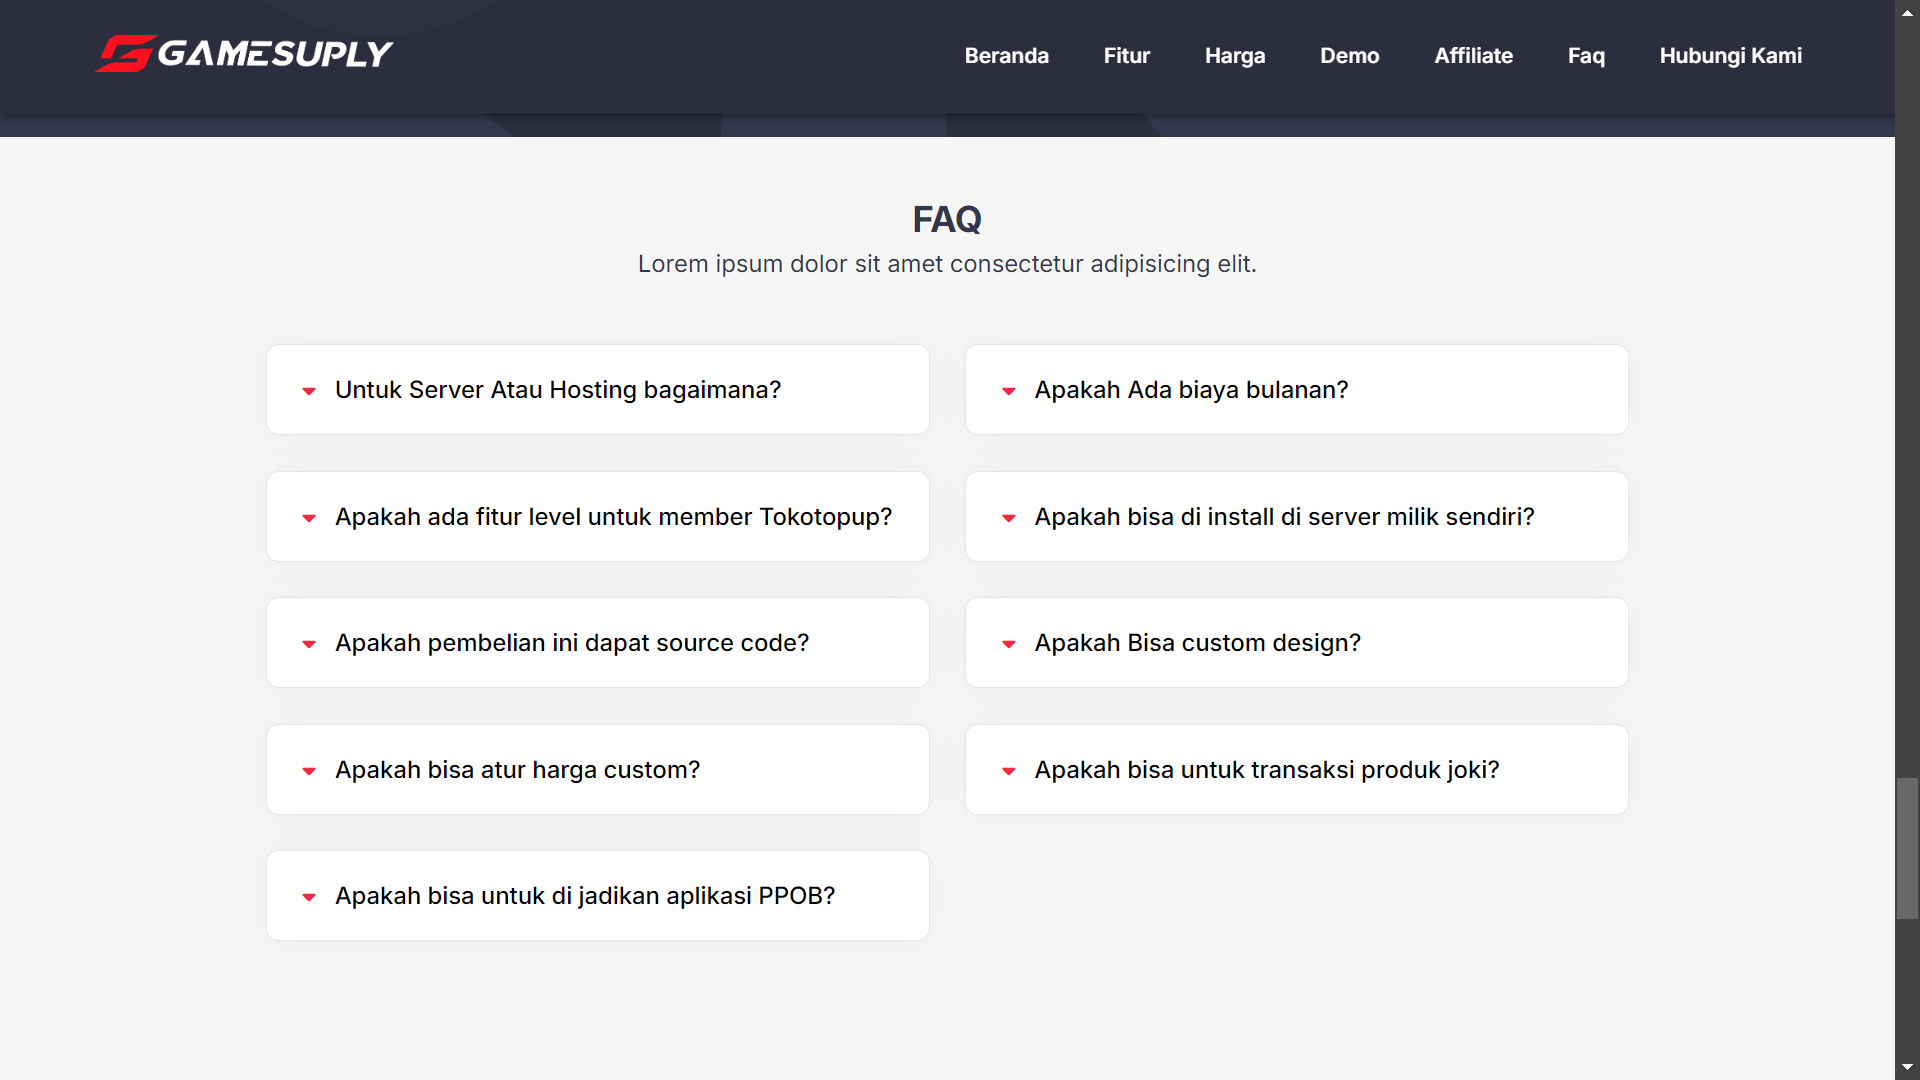 GAMESUPLY
Beranda Fitur Harga Demo Affiliate Faq Hubungi Kami
FAQ
Lorem ipsum dolor sit amet consectetur adipisicing elit.
Untuk Server Atau Hosting bagaimana?
Apakah Ada biaya bulanan?
Apakah ada fitur level untuk member Tokotopup?
Apakah bisa di install di server milik sendiri?
Apakah pembelian ini dapat source code?
Apakah Bisa custom design?
Apakah bisa atur harga custom?
Apakah bisa untuk transaksi produk joki?
Apakah bisa untuk di jadikan aplikasi PPOB?